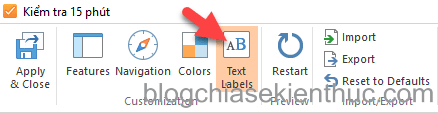 Kiểm tra 15 phút
AB
Apply & Close
Features
Navigation
Colors
Text Labels
Restart
Import
Export
Reset to Defaults
Customization
Preview
Import/Export
blogchiasekienthuc.com